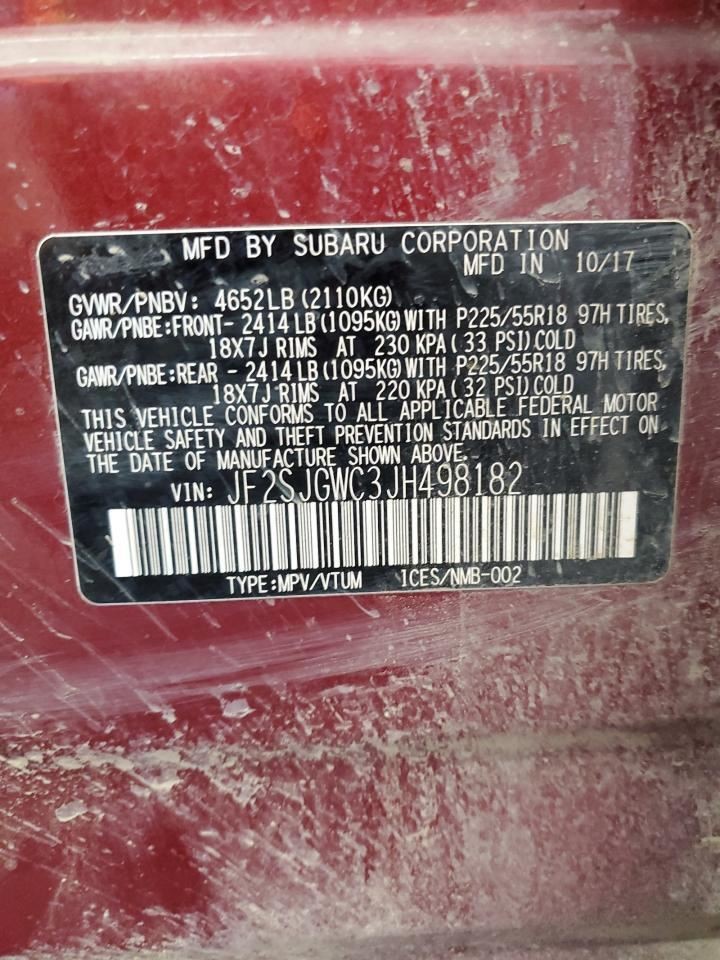 MFD BY SUBARU CORPORATION
MFD IN 10/17
GVWR/PNBV: 4652LB(2110KG)
GAWR/PNBE:FRONT- 2414LB(1095KG)WITH P225/55R18 97H TIRES,
18X7J RIMS AT 230 KPA( 33 PSI)COLD
GAWR/PNBE:REAR - 2414LB(1095KG)WITH P225/55R18 97H TIRES,
18X7J RIMS AT 220 KPA( 32 PSI)COLD
THIS VEHICLE CONFORMS TO ALL APPLICABLE FEDERAL MOTOR
VEHICLE SAFETY AND THEFT PREVENTION STANDARDS IN EFFECT ON
THE DATE OF MANUFACTURE SHOWN ABOVE.
VIN: JF2SJGWC3JH498182
TYPE:MPV/VTUM ICES/NMB-002